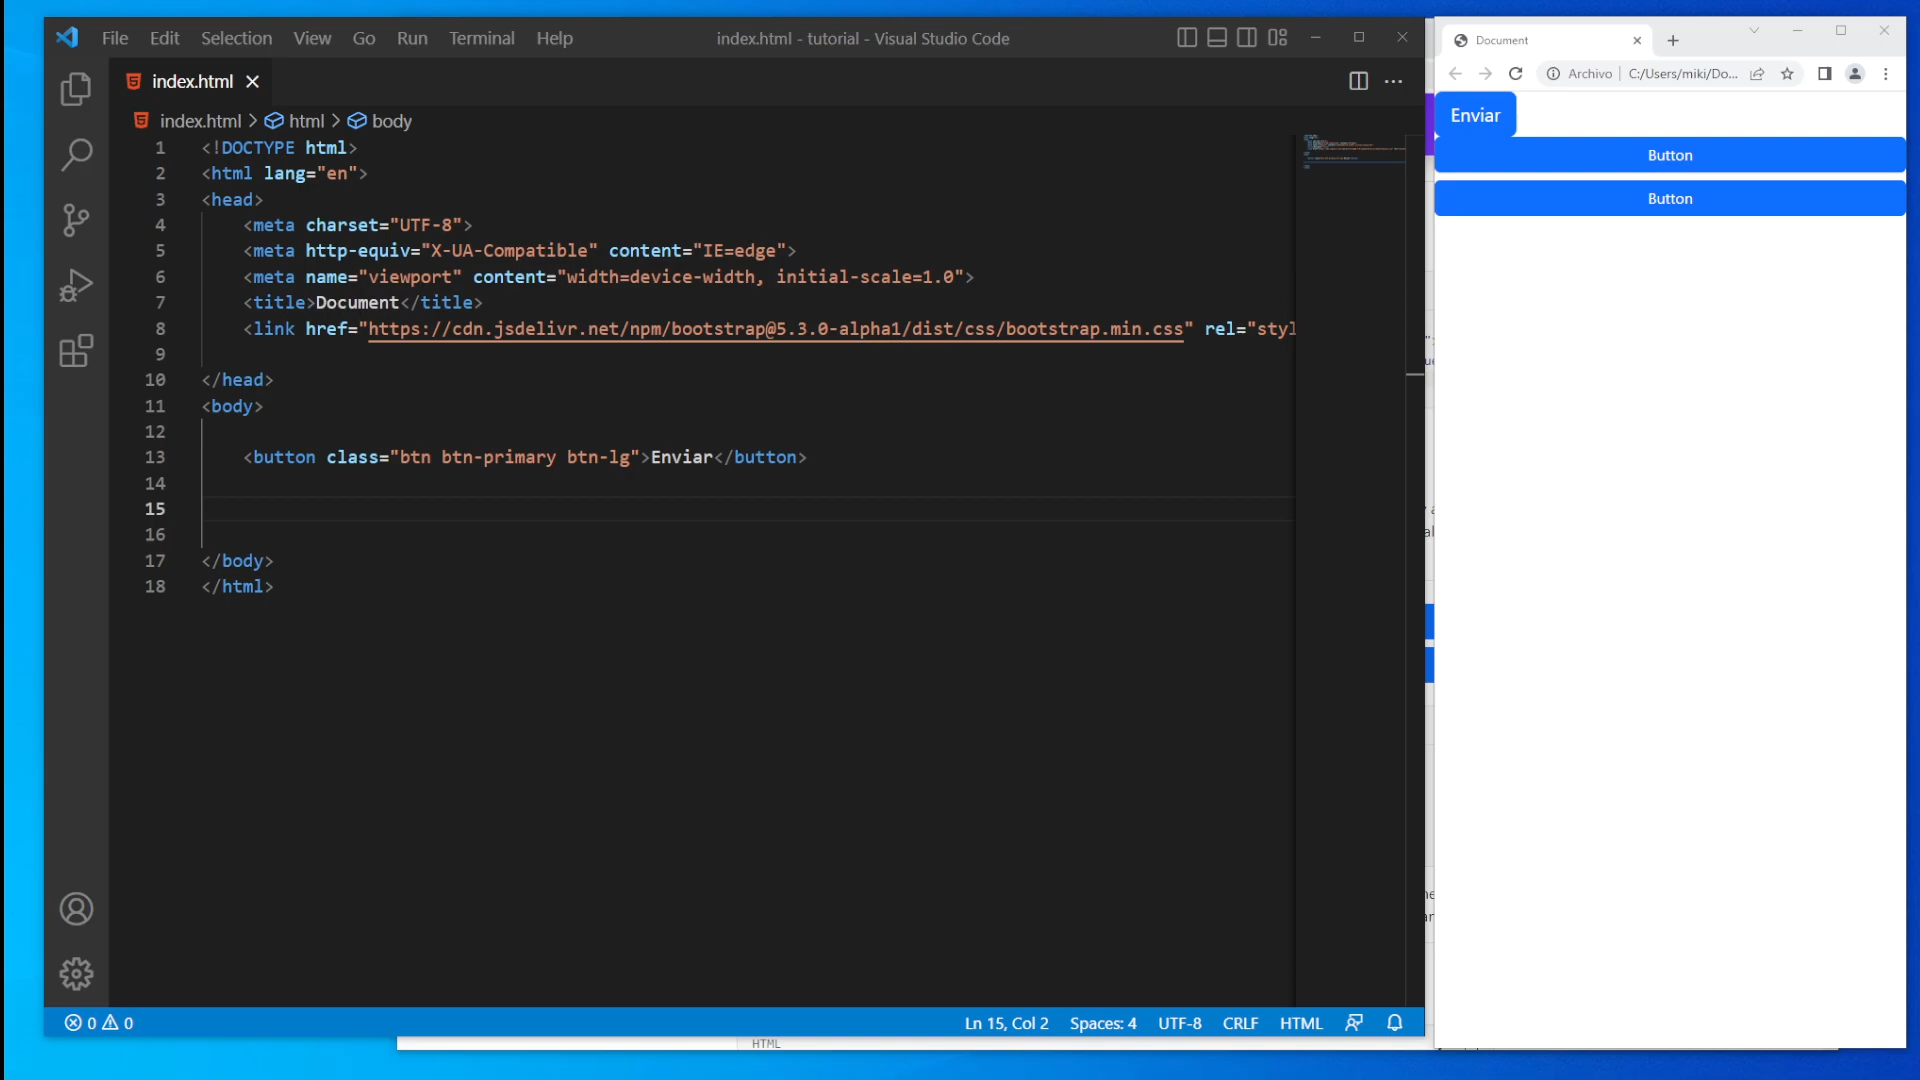 File Edit Selection View Go Run Terminal Help
index.html - tutorial - Visual Studio Code
index.html
index.html > html > body
1 <!DOCTYPE html>
2 <html lang="en">
3 <head>
4 <meta charset="UTF-8">
5 <meta http-equiv="X-UA-Compatible" content="IE=edge">
6 <meta name="viewport" content="width=device-width, initial-scale=1.0">
7 <title>Document</title>
8 <link href="https://cdn.jsdelivr.net/npm/bootstrap@5.3.0-alpha1/dist/css/bootstrap.min.css" rel="styl
9
10 </head>
11 <body>
12
13 <button class="btn btn-primary btn-lg">Enviar</button>
14
15
16
17 </body>
18 </html>
0 0
Ln 15, Col 2 Spaces: 4 UTF-8 CRLF HTML
HTML
Document
Archivo C:/Users/miki/Do...
Enviar
Button
Button